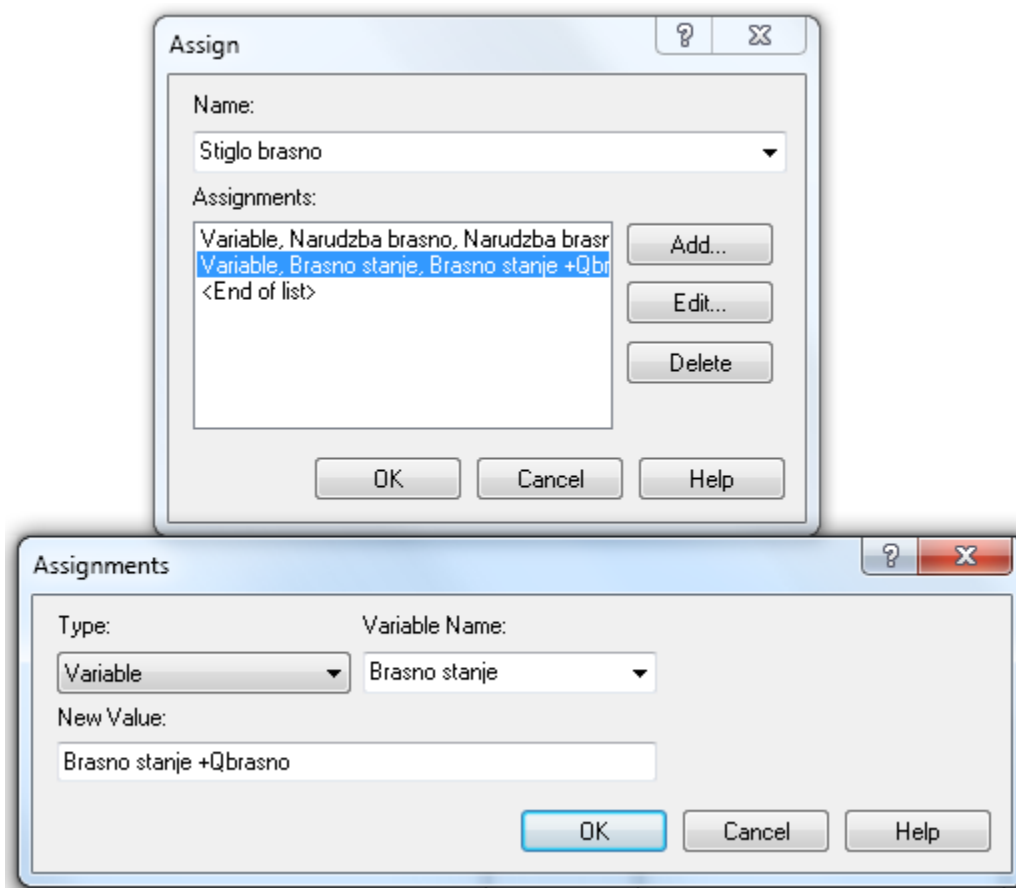 Assign
Name:
Stiglo brasno
Assignments:
Variable, Narudzba brasno, Narudzba brasr
Variable, Brasno stanje, Brasno stanje +Qbr
<End of list>
Add...
Edit...
Delete
OK Cancel Help
Assignments
Type: Variable Name:
Variable Brasno stanje
New Value:
Brasno stanje +Qbrasno
OK Cancel Help